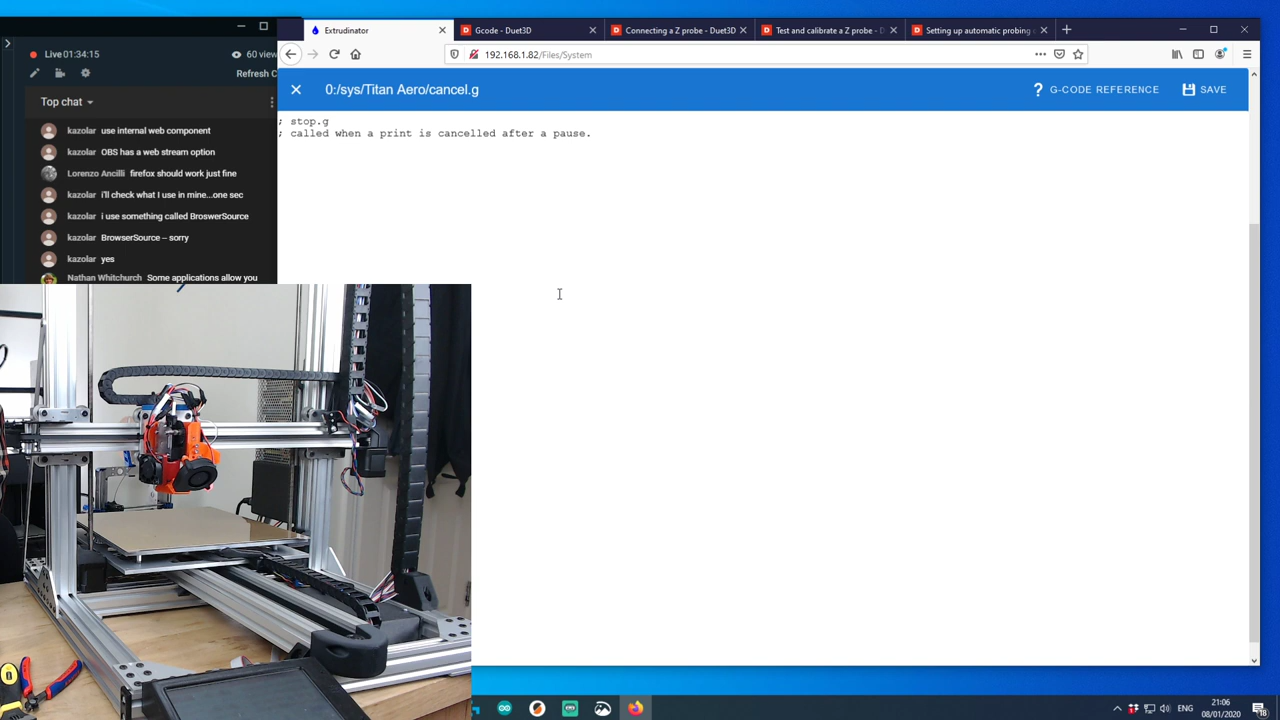 Extrudinator
Gcode - Duet3D
Connecting a Z probe - Duet3D
Test and calibrate a Z probe - D
Setting up automatic probing
192.168.1.82/Files/System
Live 01:34:15
60 view
Refresh C
Top chat
kazolar use internal web component
kazolar OBS has a web stream option
Lorenzo Ancilli firefox should work just fine
kazolar i'll check what I use in mine...one sec
kazolar i use something called BroswerSource
kazolar BrowserSource – sorry
kazolar yes
Nathan Whitchurch Some applications allow you
0:/sys/Titan Aero/cancel.g
? G-CODE REFERENCE
SAVE
; stop.g
; called when a print is cancelled after a pause.
ENG
21:06
08/01/2020
18